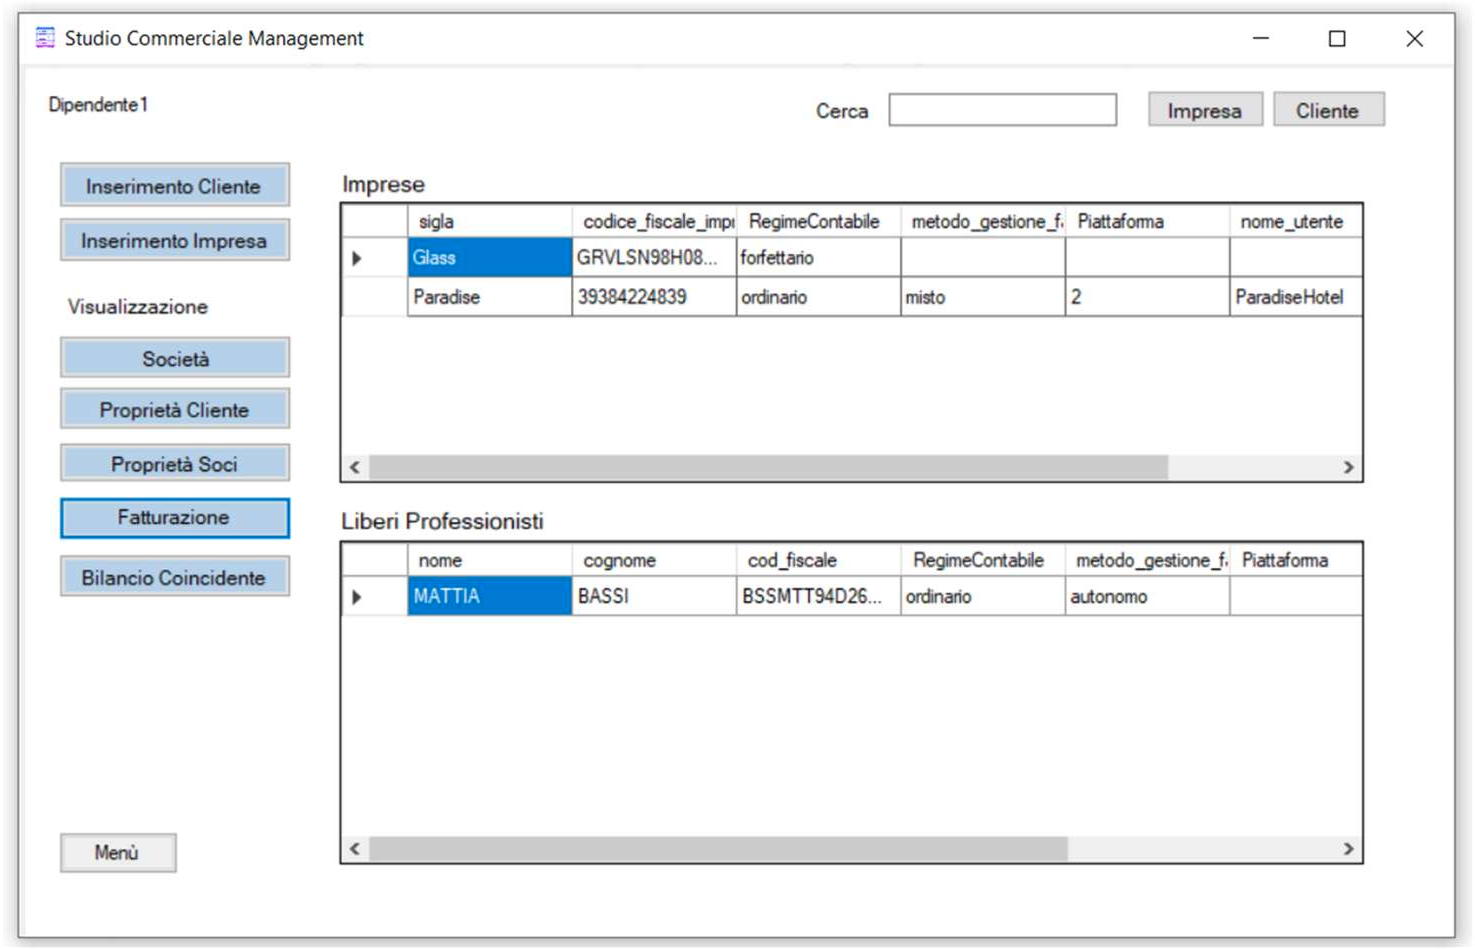 Studio Commerciale Management
Dipendente1
Cerca Impresa Cliente
Inserimento Cliente
Inserimento Impresa
Visualizzazione
Società
Proprietà Cliente
Proprietà Soci
Fatturazione
Bilancio Coincidente
Menù
Imprese
sigla codice_fiscale_impr RegimeContabile metodo_gestione_fa Piattaforma nome_utente
Glass GRVLSN98H08... forfettario
Paradise 39384224839 ordinario misto 2 ParadiseHotel
Liberi Professionisti
nome cognome cod_fiscale RegimeContabile metodo_gestione_fa Piattaforma
MATTIA BASSI BSSMTT94D26... ordinario autonomo